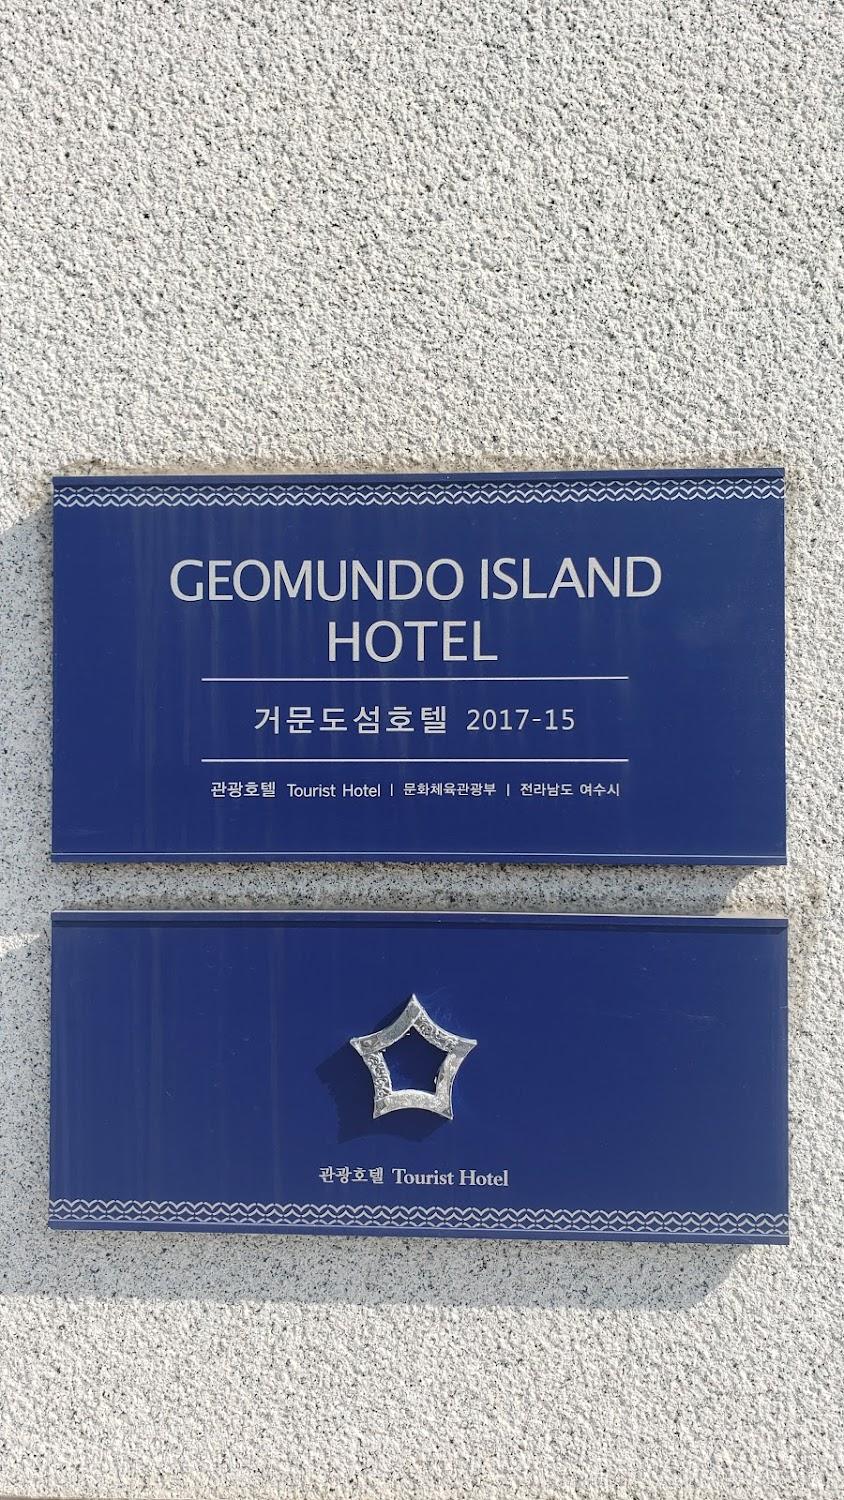 GEOMUNDO ISLAND
HOTEL
거문도섬호텔 2017-15
관광호텔 Tourist Hotel | 문화체육관광부 | 전라남도 여수시
관광호텔 Tourist Hotel